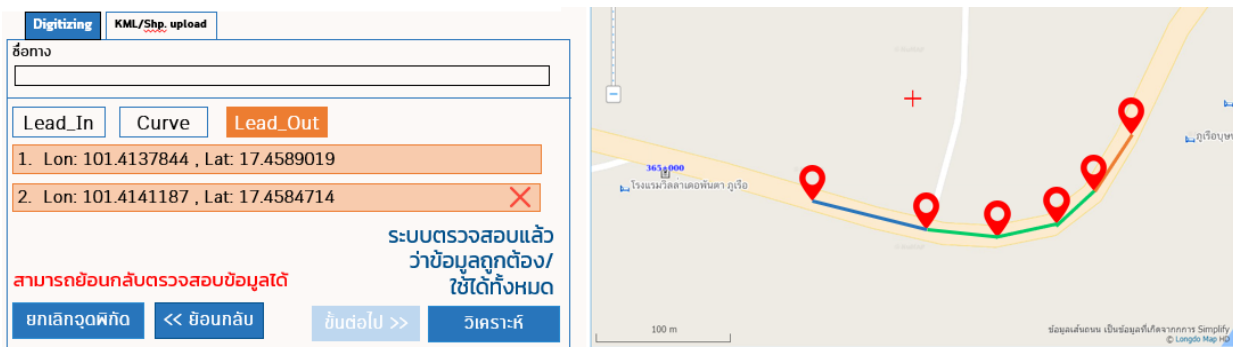 Digitizing
KML/Shp. upload
ชื่อทาง
Lead_In
Curve
Lead_Out
1. Lon: 101.4137844 , Lat: 17.4589019
2. Lon: 101.4141187 , Lat: 17.4584714
ระบบตรวจสอบแล้ว
ว่าข้อมูลถูกต้อง/
ใช้ได้ทั้งหมด
สามารถย้อนกลับตรวจสอบข้อมูลได้
ยกเลิกจุดพิกัด
<< ย้อนกลับ
ขั้นต่อไป >>
วิเคราะห์
365+000
โรงแรมวิลล่าเดอพันตา ภูเรือ
ภูเรือบุษบ
100 m
ข้อมูลเส้นถนน เป็นข้อมูลที่เกิดจากการ Simplify
© Longdo Map HD